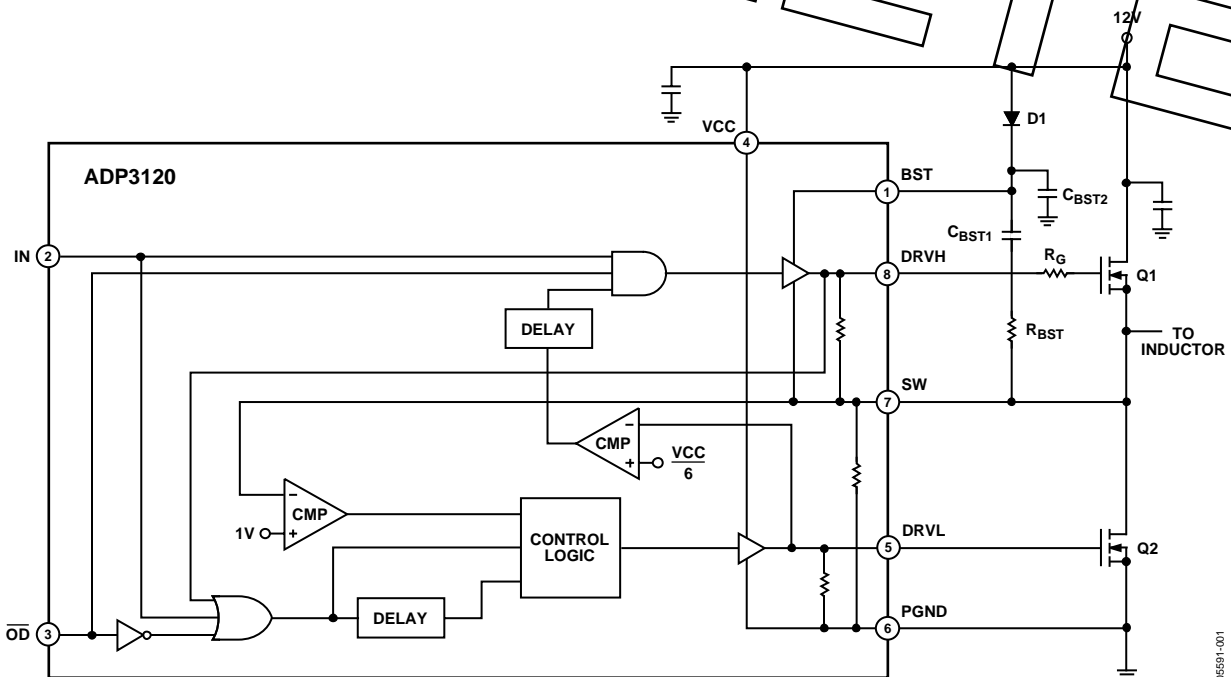 12V
D1
VCC
4
ADP3120
BST
1
CBST2
CBST1
IN 2
DRVH
8
RG
Q1
DELAY
RBST
TO
INDUCTOR
SW
7
CMP
−
+
VCC
6
−
CMP
1V
+
CONTROL
LOGIC
DRVL
5
Q2
DELAY
PGND
6
OD 3
05591-001